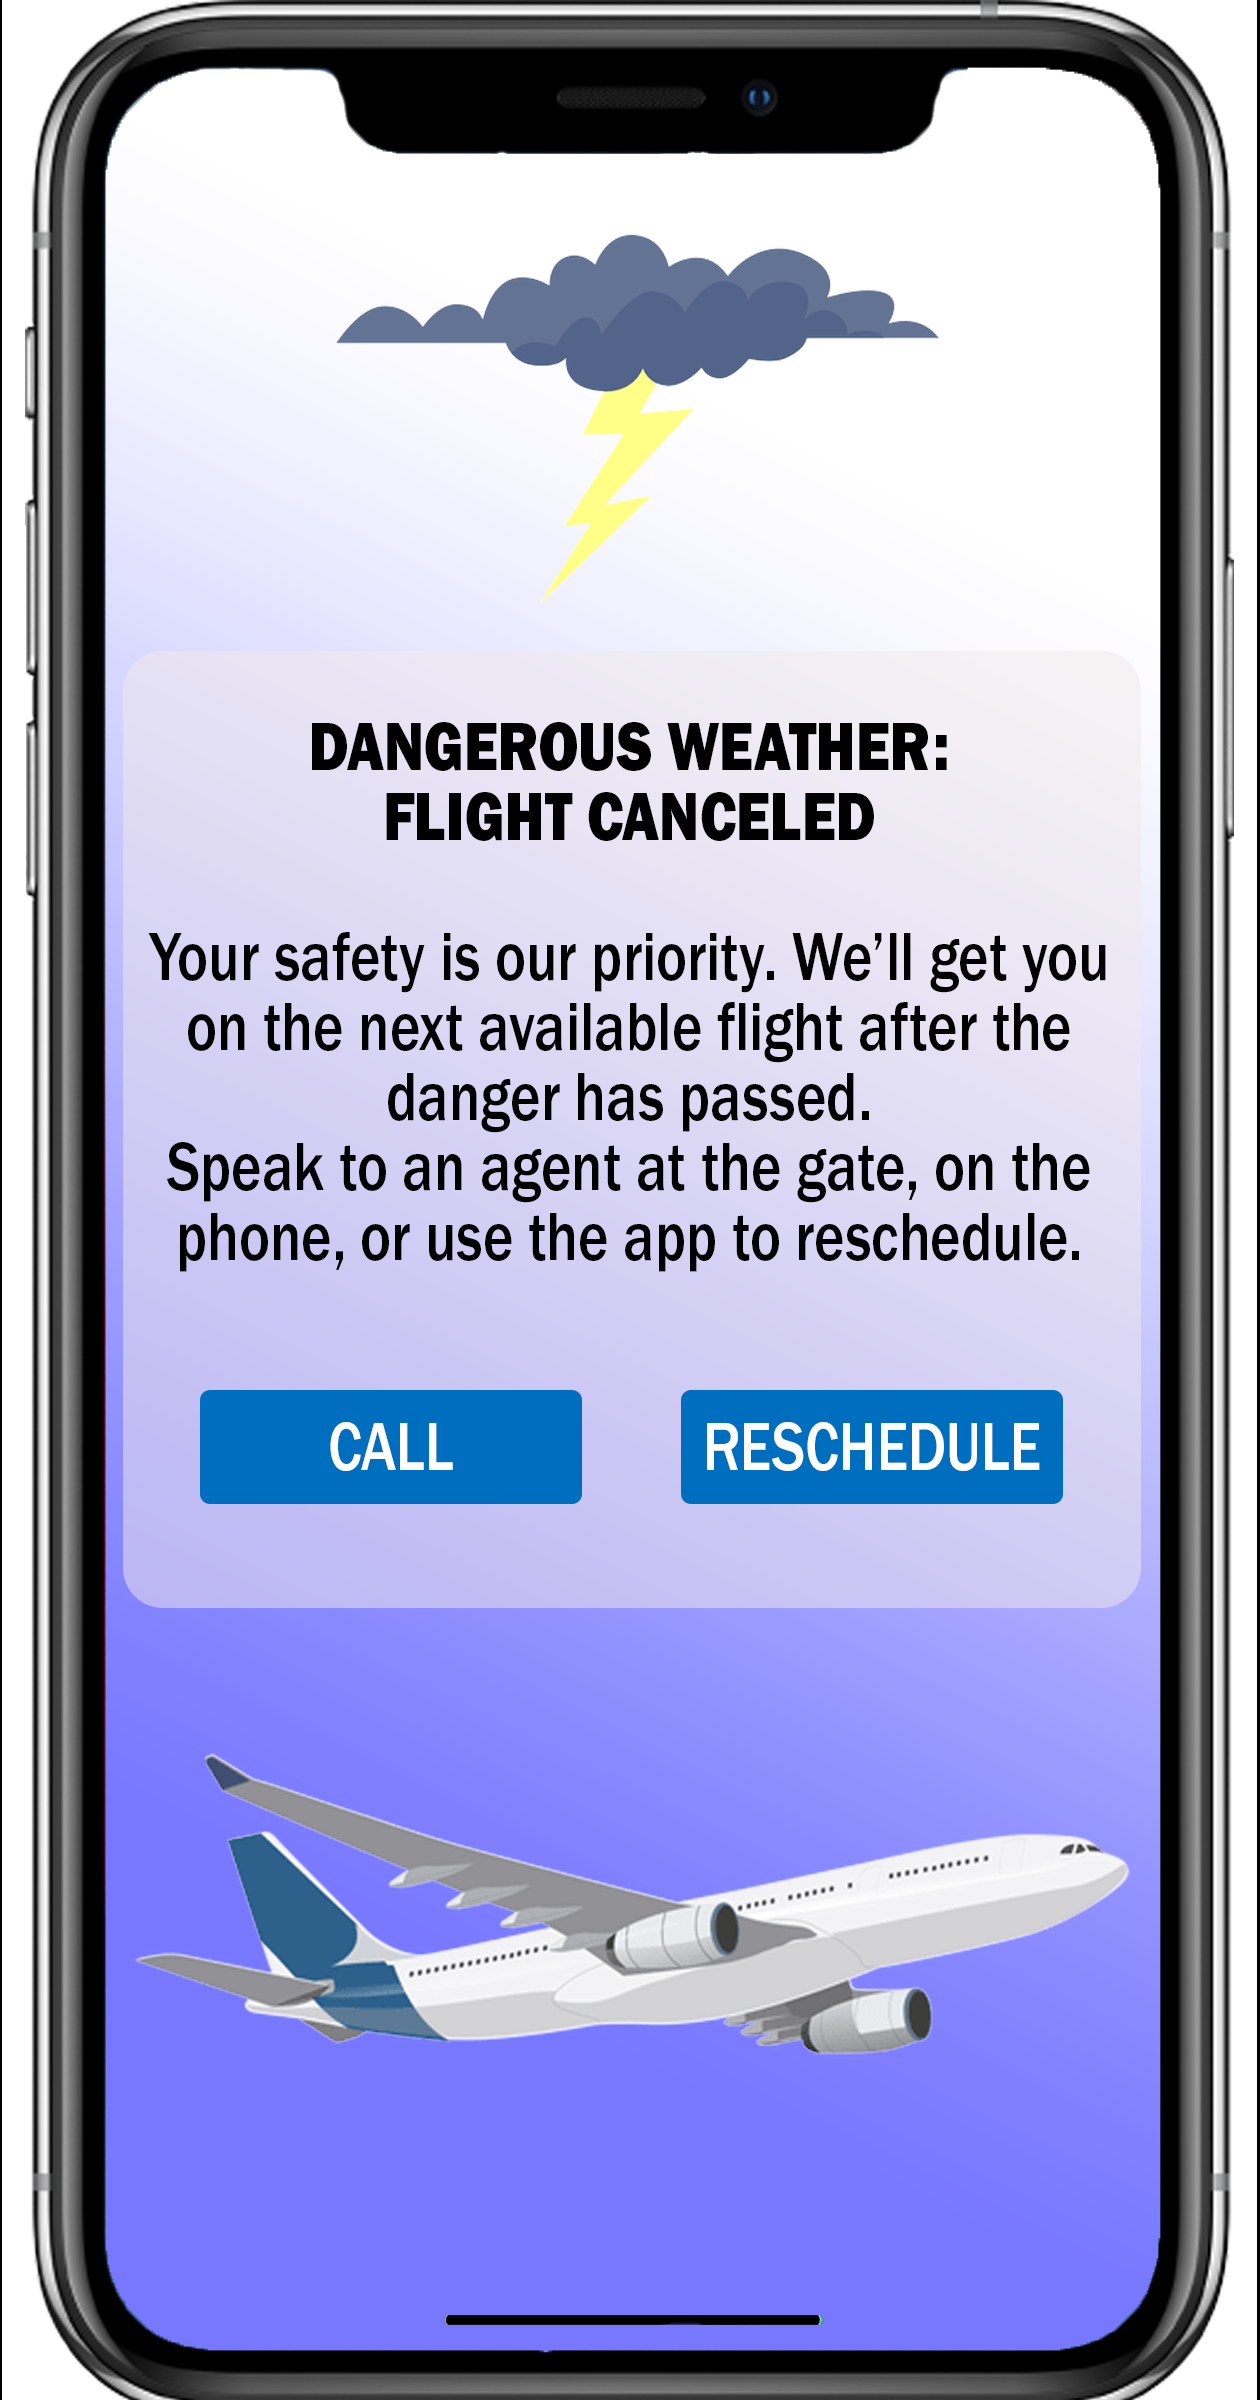 DANGEROUS WEATHER:
FLIGHT CANCELED
Your safety is our priority. We’ll get you
on the next available flight after the
danger has passed.
Speak to an agent at the gate, on the
phone, or use the app to reschedule.
CALL
RESCHEDULE